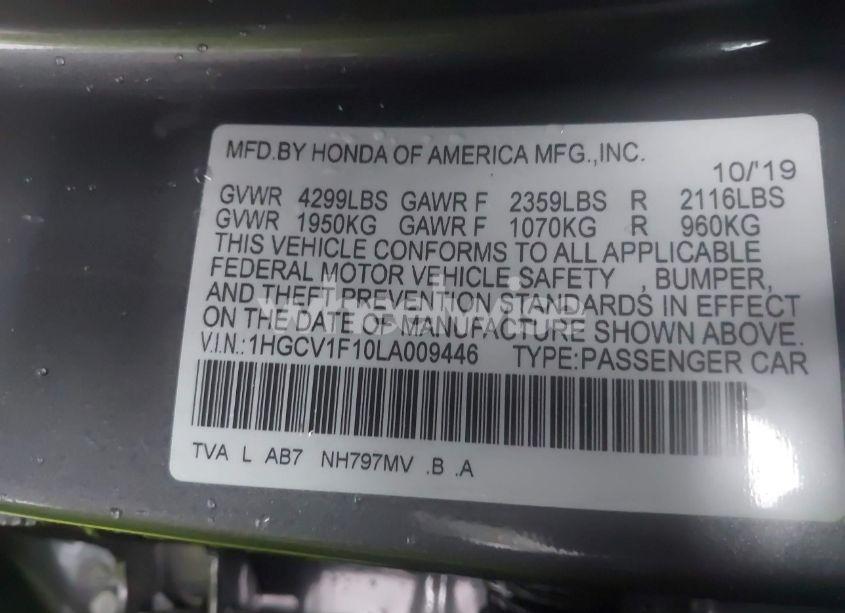 MFD.BY HONDA OF AMERICA MFG.,INC.
10/'19
GVWR 4299LBS GAWR F 2359LBS R 2116LBS
GVWR 1950KG GAWR F 1070KG R 960KG
THIS VEHICLE CONFORMS TO ALL APPLICABLE
FEDERAL MOTOR VEHICLE SAFETY , BUMPER,
AND THEFT PREVENTION STANDARDS IN EFFECT
ON THE DATE OF MANUFACTURE SHOWN ABOVE.
V.I.N.:1HGCV1F10LA009446 TYPE:PASSENGER CAR
TVA L AB7 NH797MV .B .A